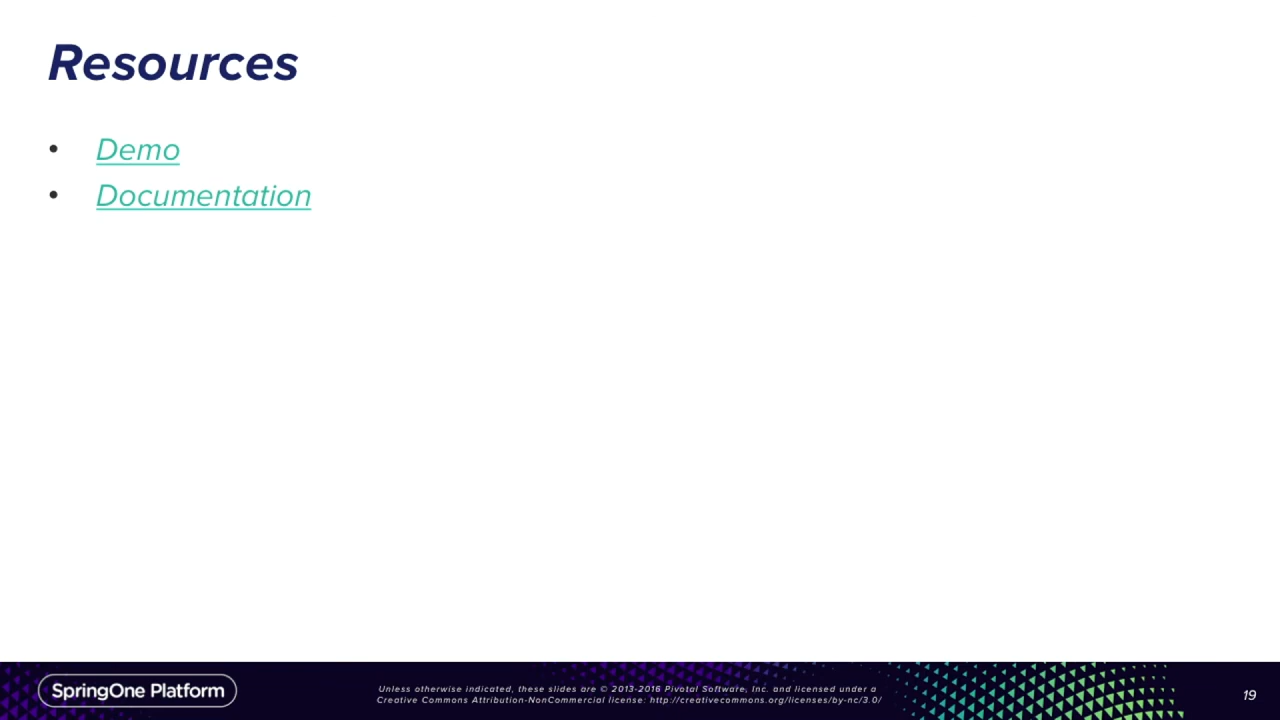 Resources
• Demo
• Documentation
SpringOne Platform
Unless otherwise indicated, these slides are © 2013-2016 Pivotal Software, Inc. and licensed under a
Creative Commons Attribution-NonCommercial license: http://creativecommons.org/licenses/by-nc/3.0/
19